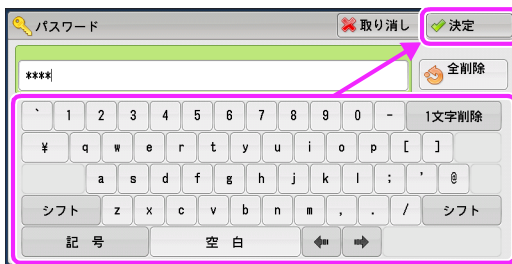 パスワード 取り消し 決定
**** 全削除
` 1 2 3 4 5 6 7 8 9 0 - 1文字削除
¥ q w e r t y u i o p [ ]
a s d f g h j k l ; ' @
シフト z x c v b n m , . / シフト
記号 空白